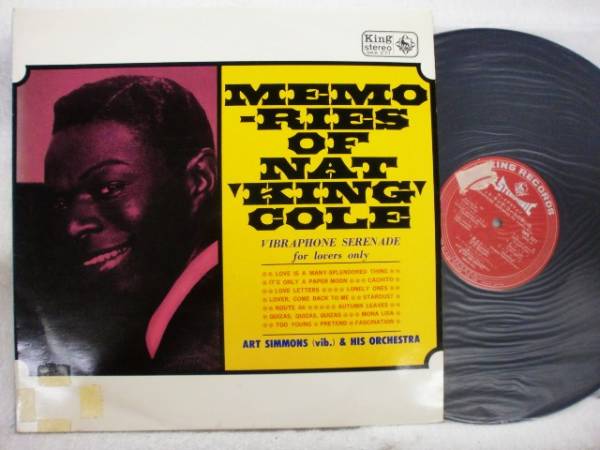 King
stereo
MEMO
-RIES
OF
NAT
'KING'
COLE
VIBRAPHONE SERENADE
for lovers only
LOVE IS A MANY-SPLENDORED THING
IT'S ONLY A PAPER MOON CACHITO
LOVE LETTERS LONELY ONES
LOVER, COME BACK TO ME STARDUST
ROUTE 66 AUTUMN LEAVES
QUIZAS, QUIZAS, QUIZAS MONA LISA
TOO YOUNG PRETEND FASCINATION
ART SIMMONS (vib.) & HIS ORCHESTRA
KING RECORDS